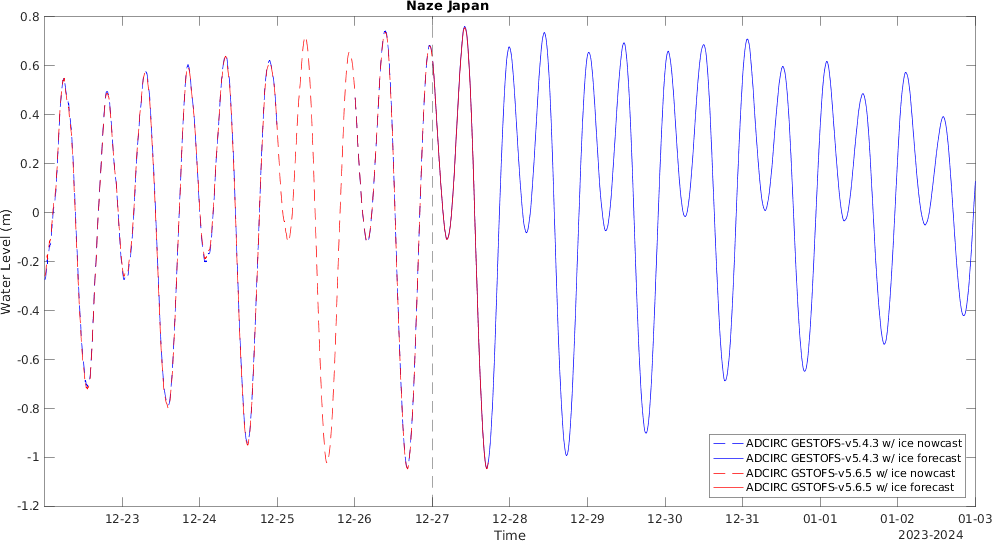 Naze Japan
0.8
0.6
0.4
0.2
0
-0.2
-0.4
-0.6
-0.8
-1
-1.2
Water Level (m)
ADCIRC GESTOFS-v5.4.3 w/ ice nowcast
ADCIRC GESTOFS-v5.4.3 w/ ice forecast
ADCIRC GSTOFS-v5.6.5 w/ ice nowcast
ADCIRC GSTOFS-v5.6.5 w/ ice forecast
12-23 12-24 12-25 12-26 12-27 12-28 12-29 12-30 12-31 01-01 01-02 01-03
Time
2023-2024